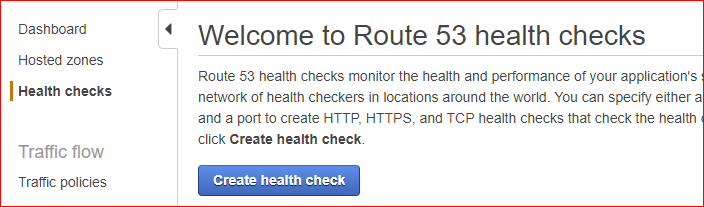 Dashboard
Hosted zones
Health checks
Traffic flow
Traffic policies
Welcome to Route 53 health checks
Route 53 health checks monitor the health and performance of your application's
network of health checkers in locations around the world. You can specify either a
and a port to create HTTP, HTTPS, and TCP health checks that check the health
click Create health check.
Create health check